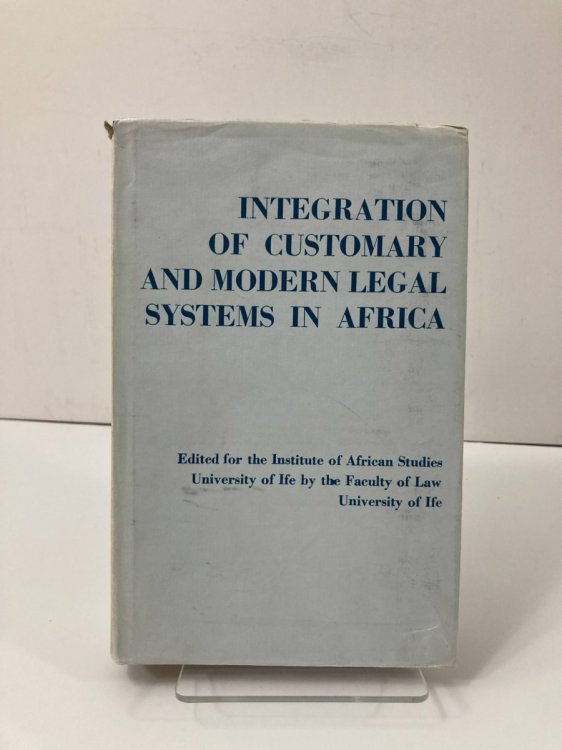 INTEGRATION
OF CUSTOMARY
AND MODERN LEGAL
SYSTEMS IN AFRICA
Edited for the Institute of African Studies
University of Ife by the Faculty of Law
University of Ife